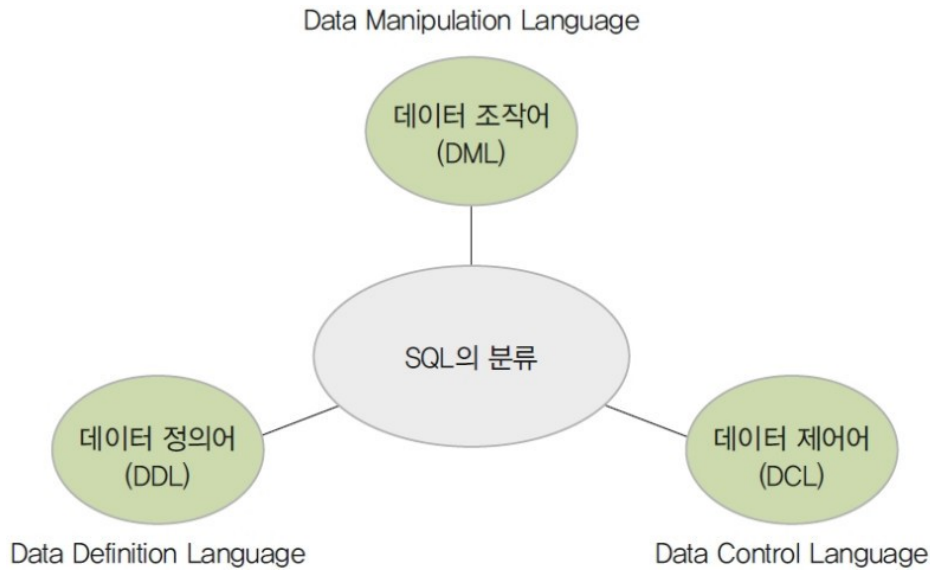 Data Manipulation Language
데이터 조작어
(DML)
SQL의 분류
데이터 정의어
(DDL)
Data Definition Language
데이터 제어어
(DCL)
Data Control Language